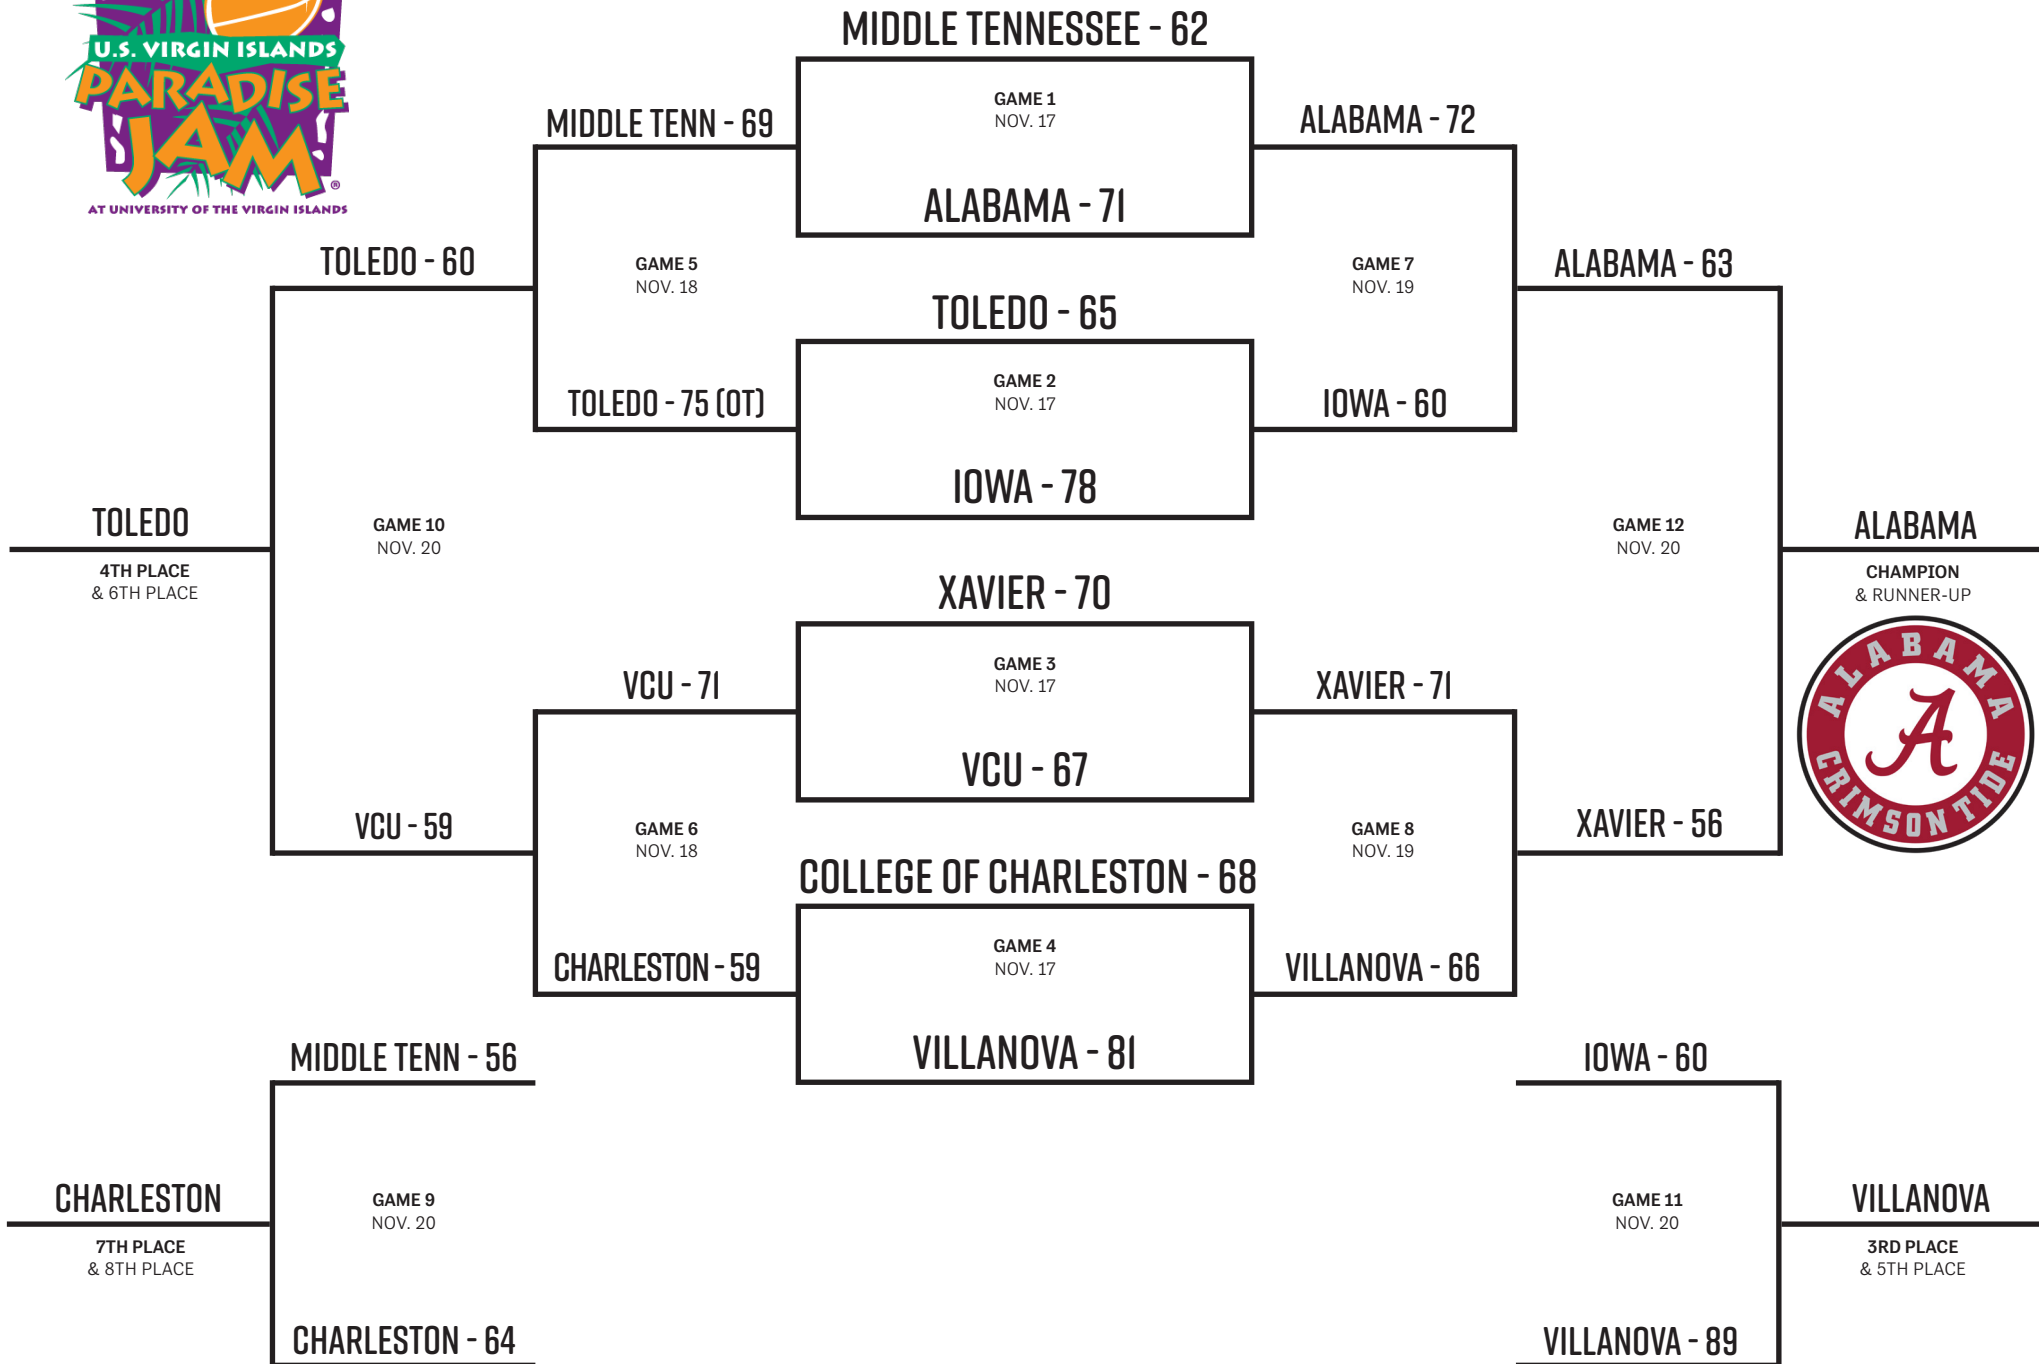 U.S. VIRGIN ISLANDS
PARADISE
JAM®
AT UNIVERSITY OF THE VIRGIN ISLANDS
MIDDLE TENNESSEE - 62
GAME 1
NOV. 17
ALABAMA - 71
TOLEDO - 65
GAME 2
NOV. 17
IOWA - 78
XAVIER - 70
GAME 3
NOV. 17
VCU - 67
COLLEGE OF CHARLESTON - 68
GAME 4
NOV. 17
VILLANOVA - 81
MIDDLE TENN - 69
GAME 5
NOV. 18
TOLEDO - 75 (OT)
VCU - 71
GAME 6
NOV. 18
CHARLESTON - 59
TOLEDO - 60
GAME 10
NOV. 20
VCU - 59
TOLEDO
4TH PLACE
& 6TH PLACE
MIDDLE TENN - 56
GAME 9
NOV. 20
CHARLESTON - 64
CHARLESTON
7TH PLACE
& 8TH PLACE
ALABAMA - 72
GAME 7
NOV. 19
IOWA - 60
XAVIER - 71
GAME 8
NOV. 19
VILLANOVA - 66
ALABAMA - 63
GAME 12
NOV. 20
XAVIER - 56
ALABAMA
CHAMPION
& RUNNER-UP
ALABAMA
A
CRIMSON TIDE
IOWA - 60
GAME 11
NOV. 20
VILLANOVA - 89
VILLANOVA
3RD PLACE
& 5TH PLACE